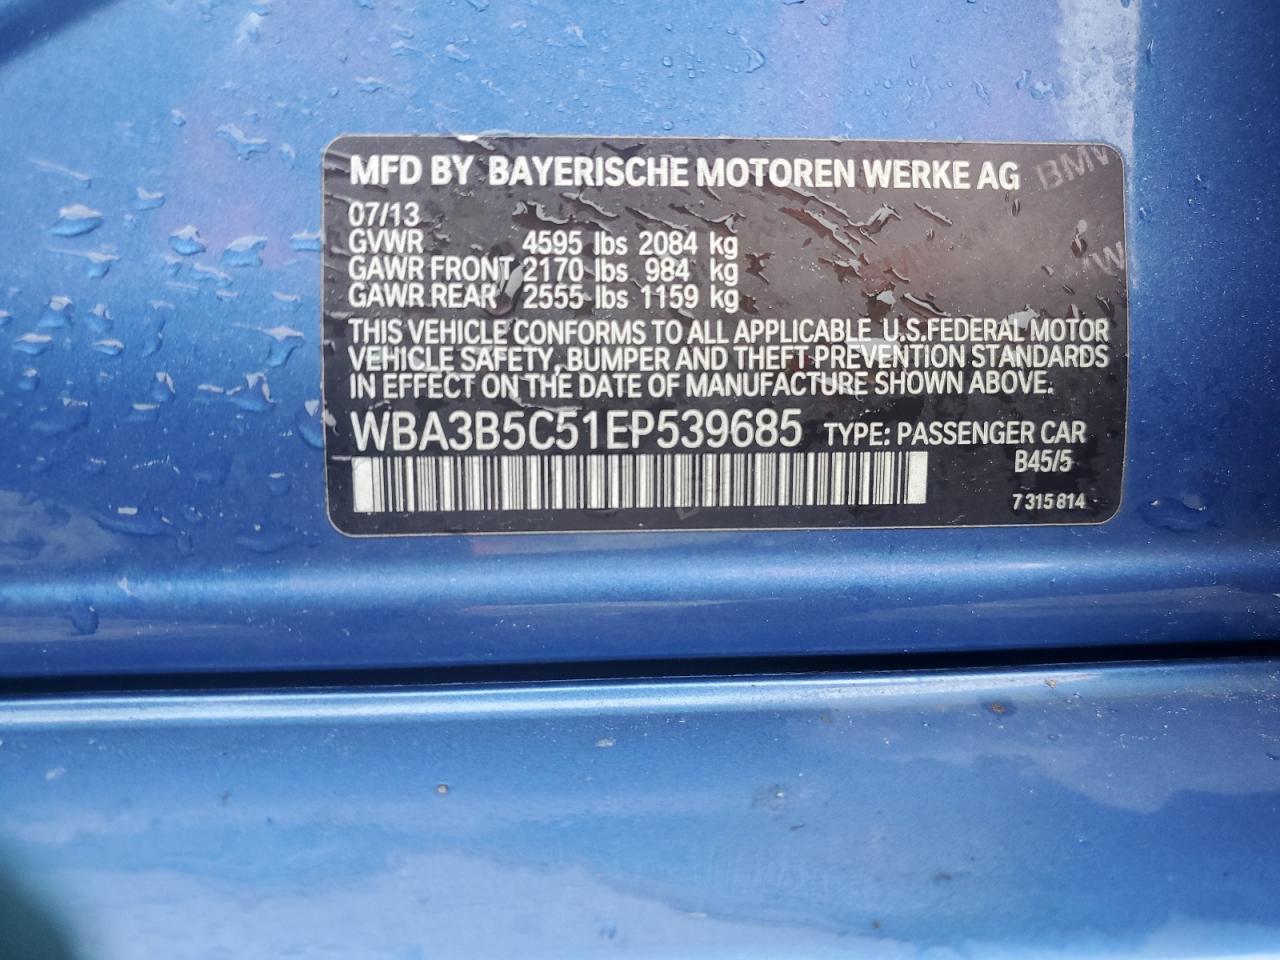 MFD BY BAYERISCHE MOTOREN WERKE AG
07/13
GVWR 4595 lbs 2084 kg
GAWR FRONT 2170 lbs 984 kg
GAWR REAR 2555 lbs 1159 kg
THIS VEHICLE CONFORMS TO ALL APPLICABLE U.S.FEDERAL MOTOR
VEHICLE SAFETY, BUMPER AND THEFT PREVENTION STANDARDS
IN EFFECT ON THE DATE OF MANUFACTURE SHOWN ABOVE.
WBA3B5C51EP539685 TYPE: PASSENGER CAR
B45/5
7 315 814
BMW